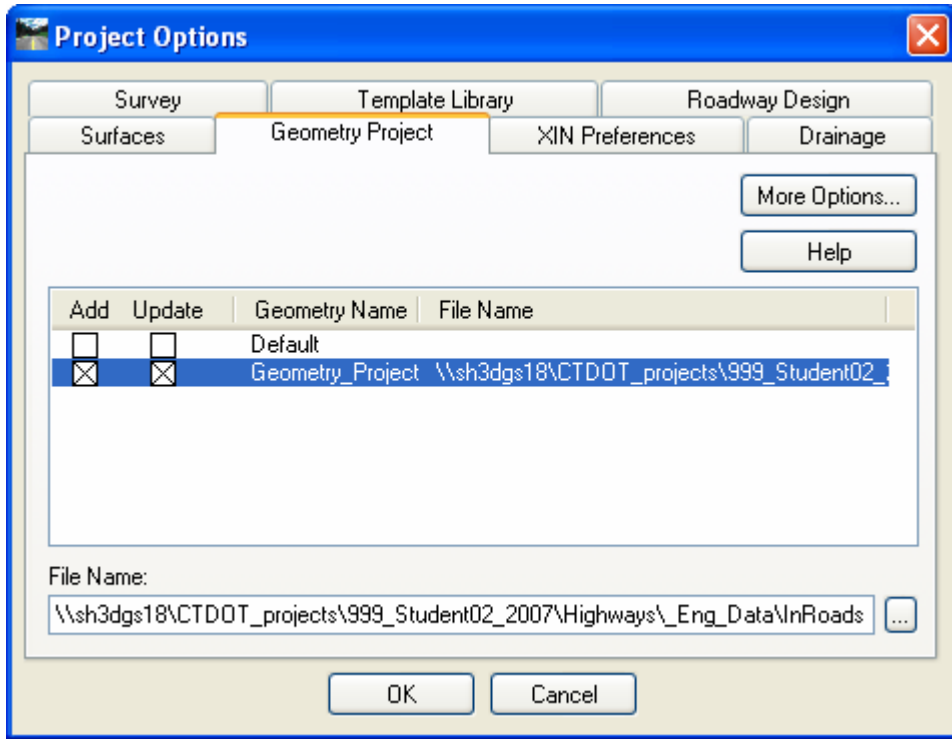 Project Options
Survey Template Library Roadway Design
Surfaces Geometry Project XIN Preferences Drainage
More Options...
Help
Add Update Geometry Name File Name
Default
Geometry_Project \\sh3dgs18\CTDOT_projects\999_Student02_
File Name:
\\sh3dgs18\CTDOT_projects\999_Student02_2007\Highways\_Eng_Data\InRoads ...
OK Cancel